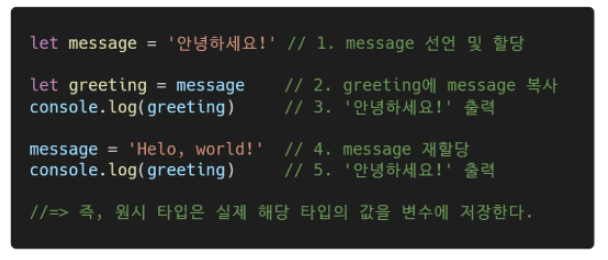 let message = '안녕하세요!' // 1. message 선언 및 할당
let greeting = message // 2. greeting에 message 복사
console.log(greeting) // 3. '안녕하세요!' 출력
message = 'Helo, world!' // 4. message 재할당
console.log(greeting) // 5. '안녕하세요!' 출력
//=> 즉, 원시 타입은 실제 해당 타입의 값을 변수에 저장한다.